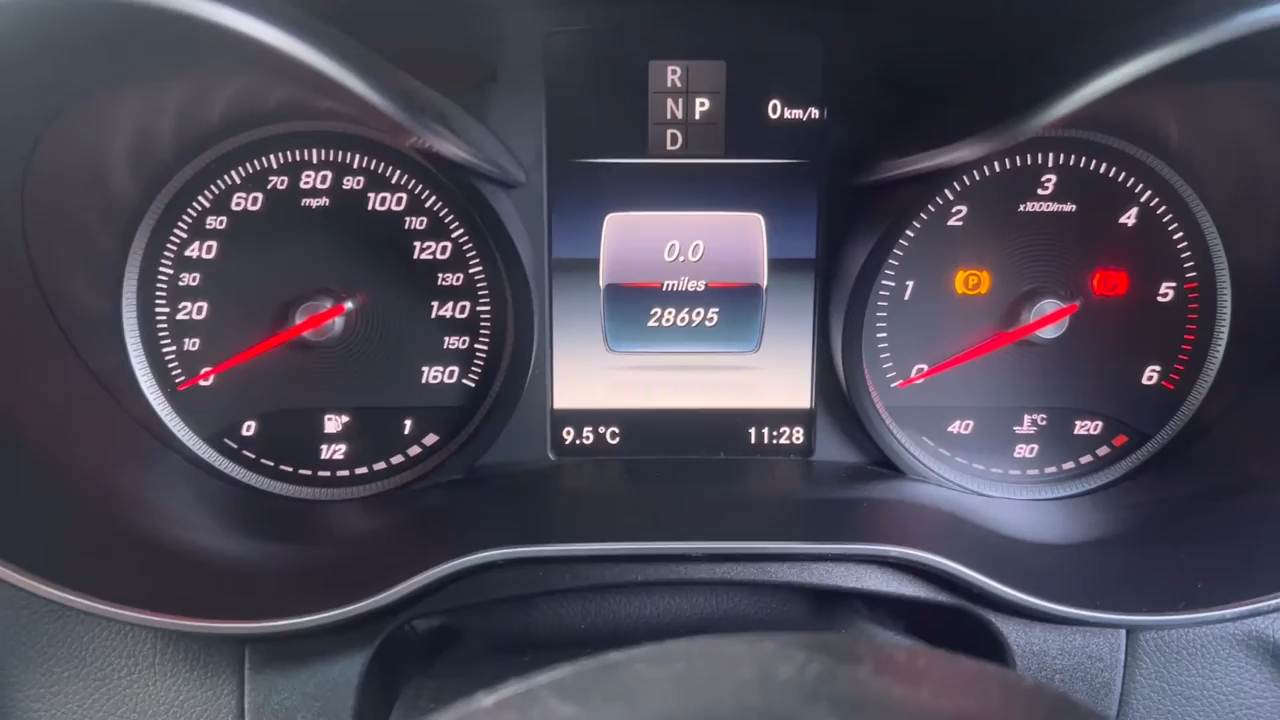 R
N P
D
0 km/h
70 80 90
60 mph 100
50 110
40 120
30 130
20 140
10 150
0 160
0 1
1/2
0.0
miles
28695
9.5°C 11:28
3
2 x1000/min 4
P
1 5
0 6
°C
40 120
80